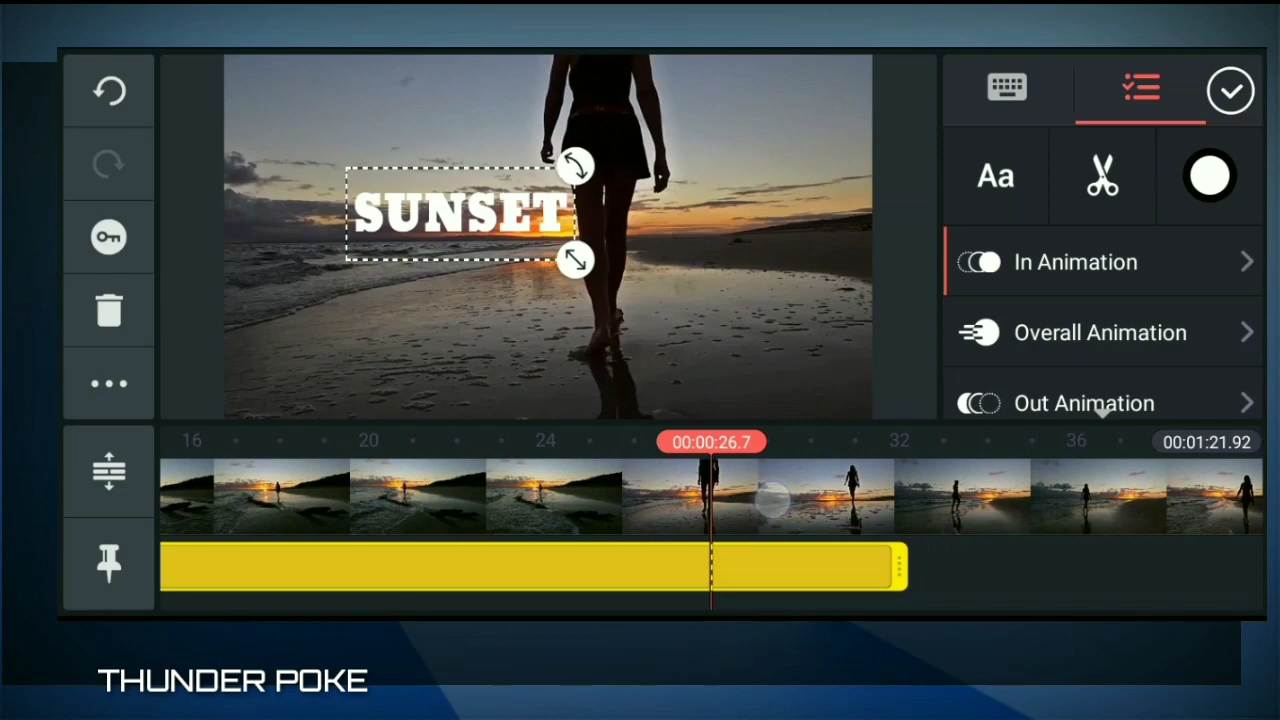 SUNSET
Aa
In Animation
Overall Animation
Out Animation
16 20 24 00:00:26.7 32 36 00:01:21.92
THUNDER POKE